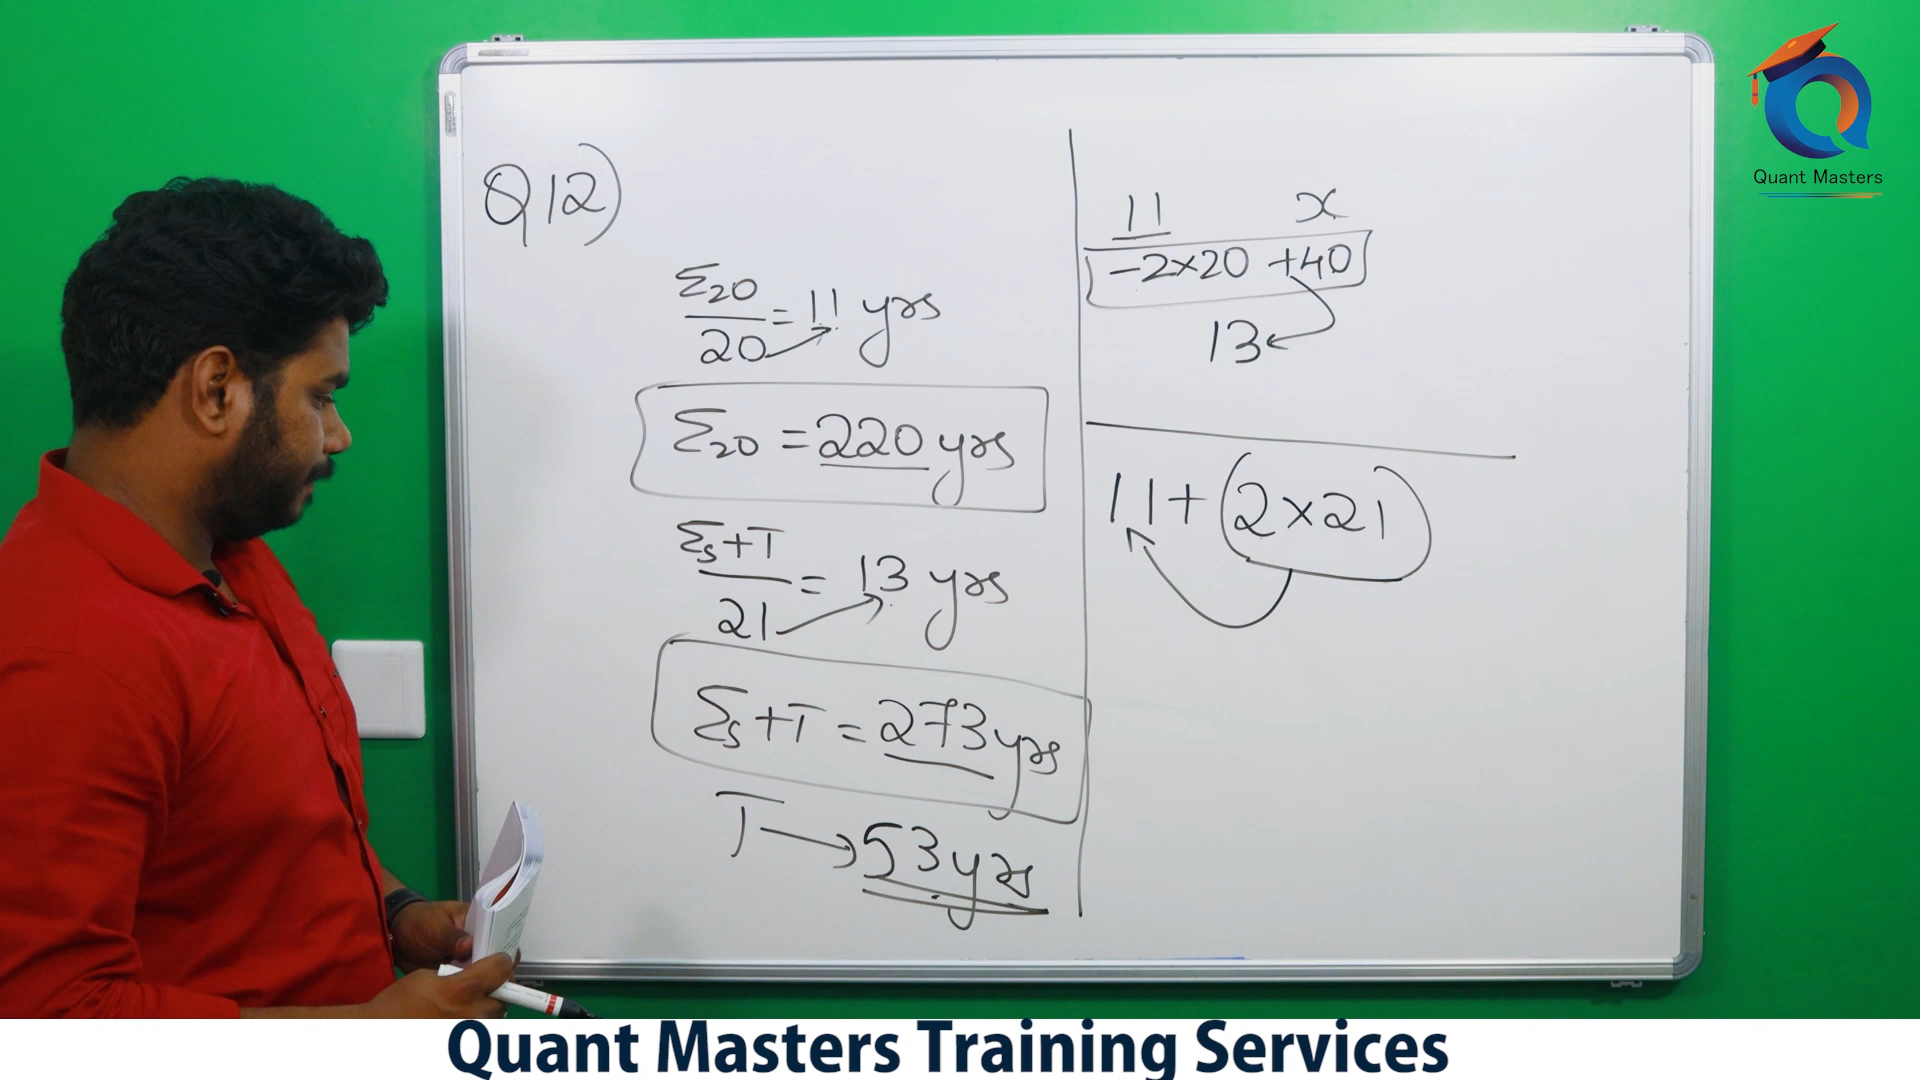 Q12)
Σ20
20
= 11 yrs
Σ20 = 220 yrs
Σs+T
21
= 13 yrs
Σs+T = 273 yrs
T → 53 yrs
11 x
-2×20 +40
13
11+(2×21)
Quant Masters
Quant Masters Training Services